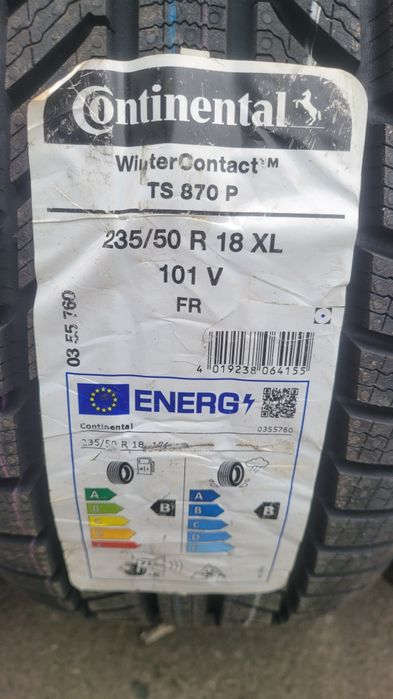 Continental
WinterContact™
TS 870 P
235/50 R 18 XL
101 V
FR
03 55 760
4 019238 064155
ENERG
Continental 0355760
235/50 R 18
A
B
C
D
E
B
A
B
C
D
E
B